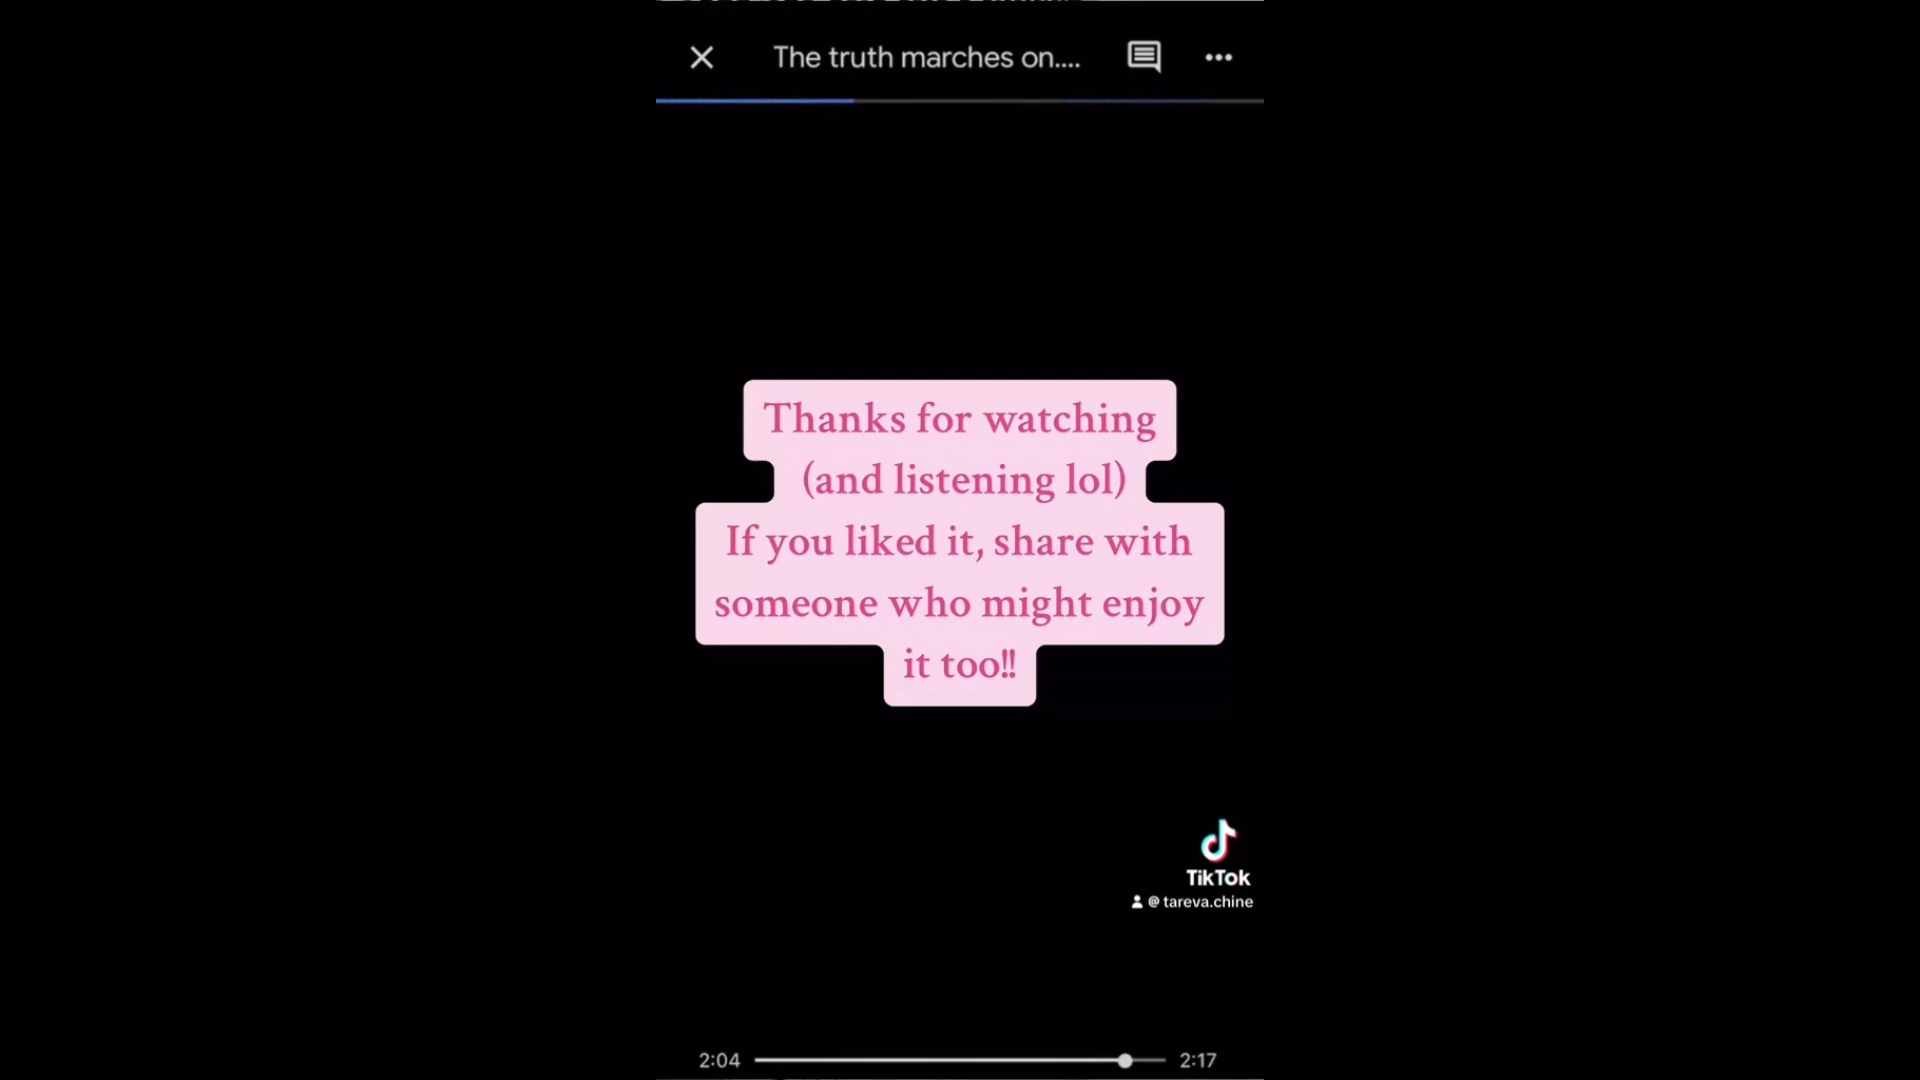 The truth marches on....
Thanks for watching
(and listening lol)
If you liked it, share with
someone who might enjoy
it too!!
TikTok
@ tareva.chine
2:04
2:17